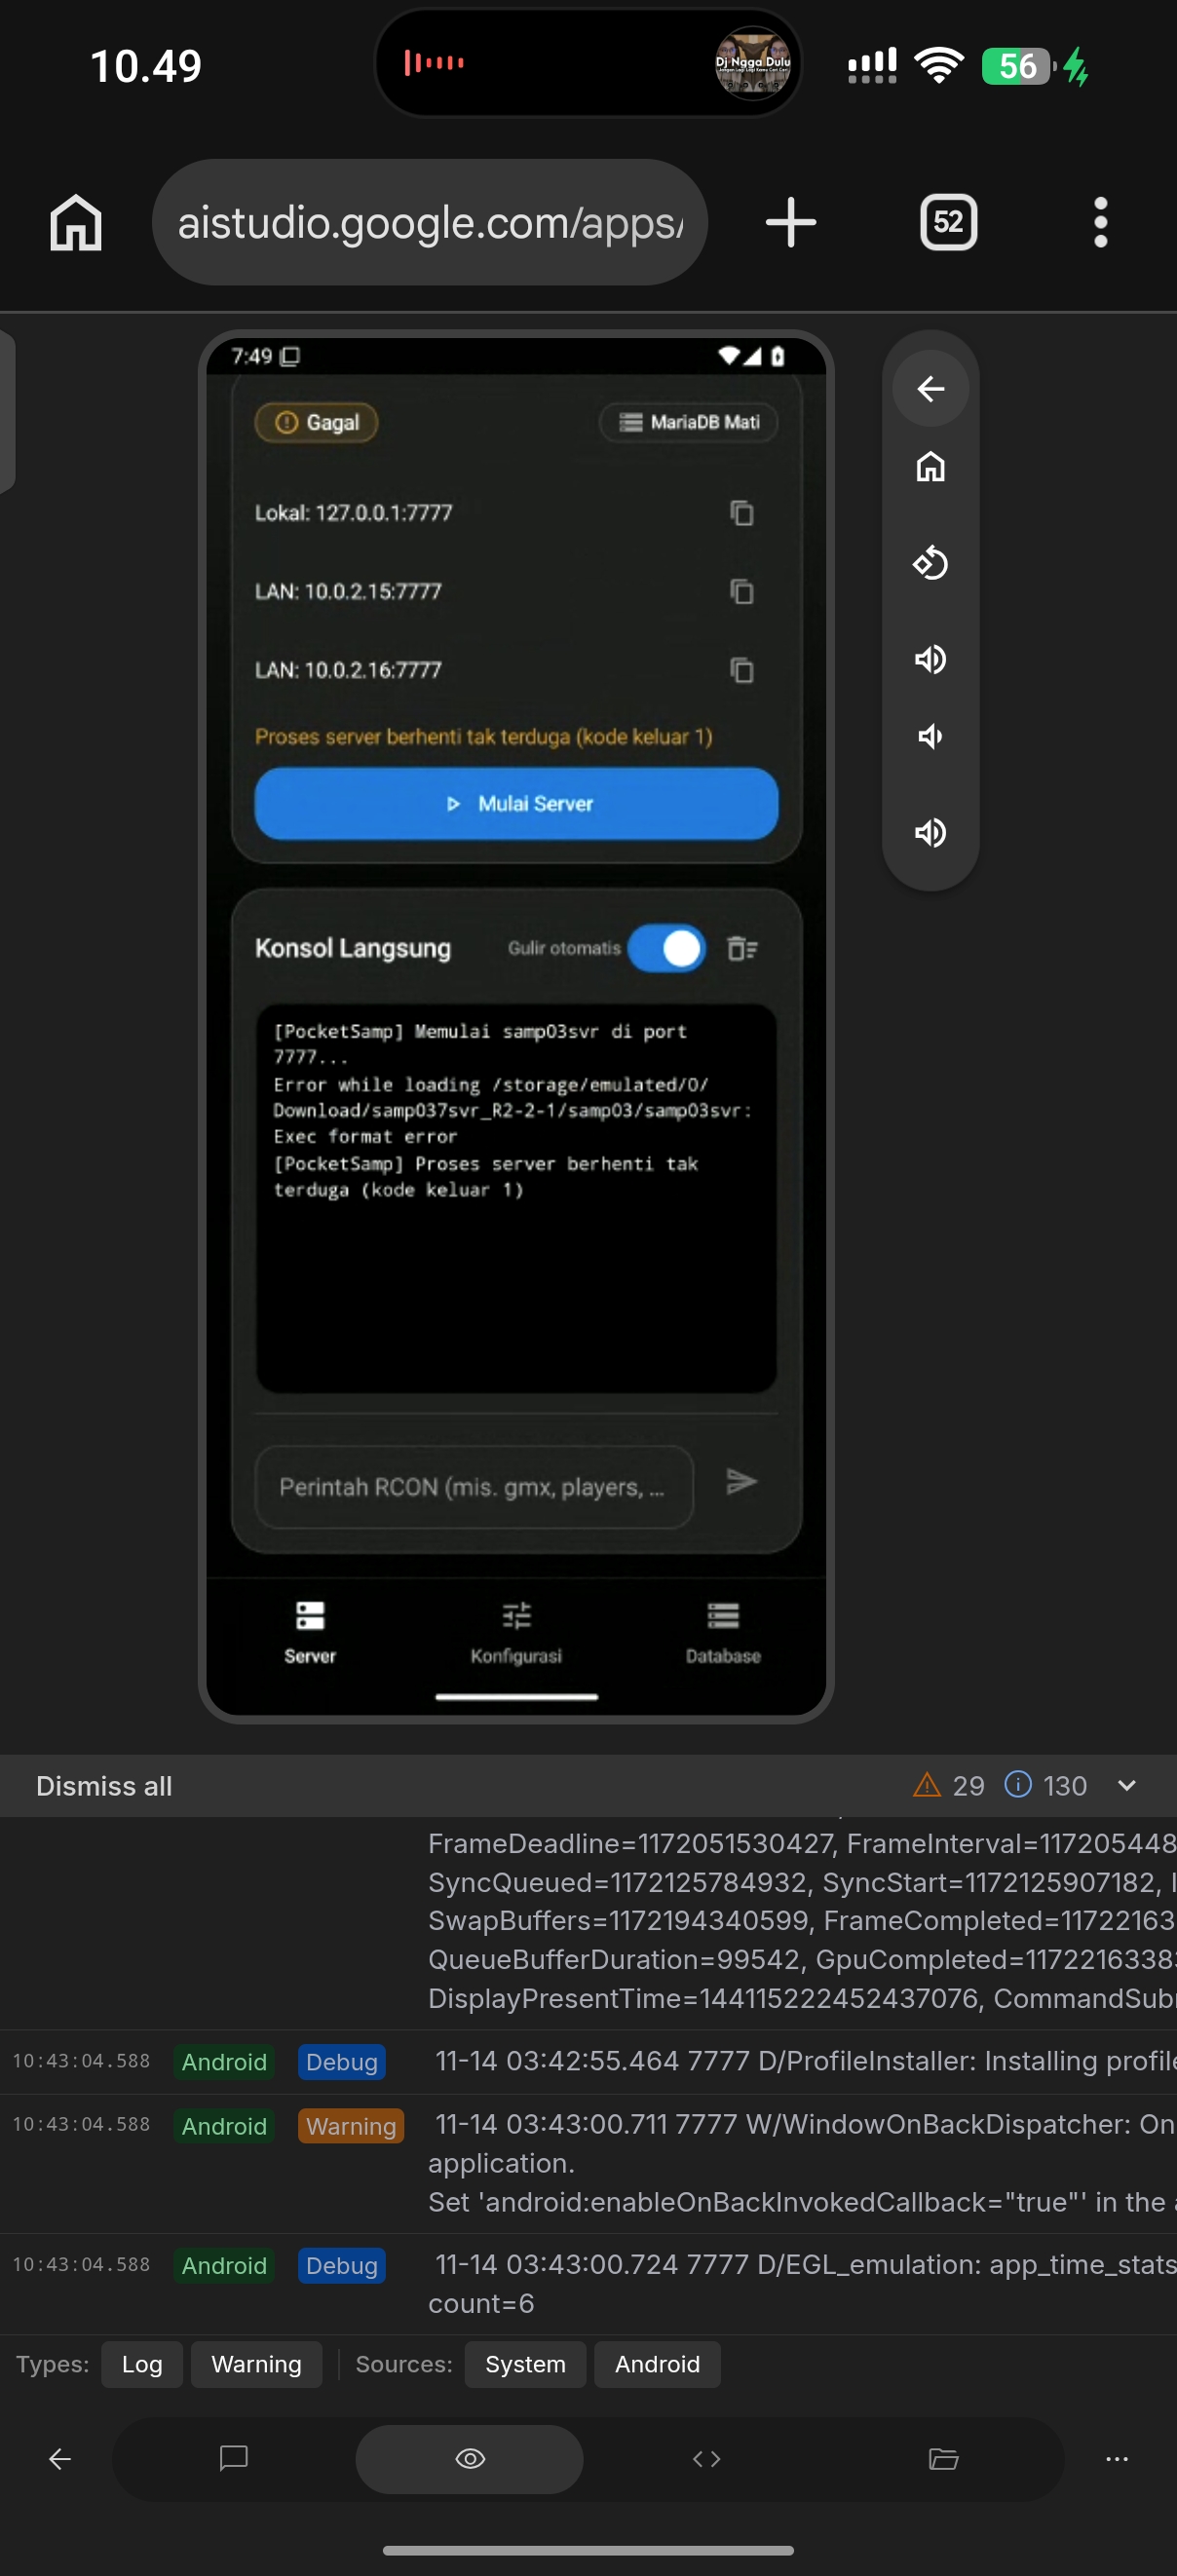 10.49
Dj Ngga Dulu
56
aistudio.google.com/apps/
52
7:49
Gagal
MariaDB Mati
Lokal: 127.0.0.1:7777
LAN: 10.0.2.15:7777
LAN: 10.0.2.16:7777
Proses server berhenti tak terduga (kode keluar 1)
Mulai Server
Konsol Langsung
Gulir otomatis
[PocketSamp] Memulai samp03svr di port
7777...
Error while loading /storage/emulated/0/
Download/samp037svr_R2-2-1/samp03/samp03svr:
Exec format error
[PocketSamp] Proses server berhenti tak
terduga (kode keluar 1)
Perintah RCON (mis. gmx, players, ...
Server
Konfigurasi
Database
Dismiss all
29
130
FrameDeadline=1172051530427, FrameInterval=117205448
SyncQueued=1172125784932, SyncStart=1172125907182,
SwapBuffers=1172194340599, FrameCompleted=11722163
QueueBufferDuration=99542, GpuCompleted=117221633
DisplayPresentTime=144115222452437076, CommandSub
10:43:04.588 Android Debug 11-14 03:42:55.464 7777 D/ProfileInstaller: Installing profil
10:43:04.588 Android Warning 11-14 03:43:00.711 7777 W/WindowOnBackDispatcher: On
application.
Set 'android:enableOnBackInvokedCallback="true"' in the
10:43:04.588 Android Debug 11-14 03:43:00.724 7777 D/EGL_emulation: app_time_stats
count=6
Types: Log Warning Sources: System Android